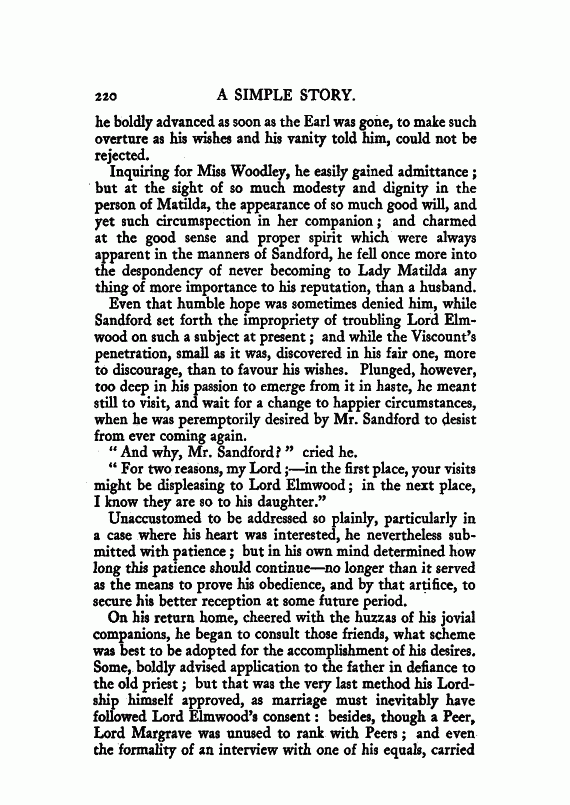 220 A SIMPLE STORY.
he boldly advanced as soon as the Earl was gone, to make such
overture as his wishes and his vanity told him, could not be
rejected.
Inquiring for Miss Woodley, he easily gained admittance ;
but at the sight of so much modesty and dignity in the
person of Matilda, the appearance of so much good will, and
yet such circumspection in her companion ; and charmed
at the good sense and proper spirit which were always
apparent in the manners of Sandford, he fell once more into
the despondency of never becoming to Lady Matilda any
thing of more importance to his reputation, than a husband.
Even that humble hope was sometimes denied him, while
Sandford set forth the impropriety of troubling Lord Elm-
wood on such a subject at present ; and while the Viscount's
penetration, small as it was, discovered in his fair one, more
to discourage, than to favour his wishes. Plunged, however,
too deep in his passion to emerge from it in haste, he meant
still to visit, and wait for a change to happier circumstances,
when he was peremptorily desired by Mr. Sandford to desist
from ever coming again.
" And why, Mr. Sandford ? " cried he.
" For two reasons, my Lord ;—in the first place, your visits
might be displeasing to Lord Elmwood ; in the next place,
I know they are so to his daughter."
Unaccustomed to be addressed so plainly, particularly in
a case where his heart was interested, he nevertheless sub-
mitted with patience ; but in his own mind determined how
long this patience should continue—no longer than it served
as the means to prove his obedience, and by that artifice, to
secure his better reception at some future period.
On his return home, cheered with the huzzas of his jovial
companions, he began to consult those friends, what scheme
was best to be adopted for the accomplishment of his desires.
Some, boldly advised application to the father in defiance to
the old priest ; but that was the very last method his Lord-
ship himself approved, as marriage must inevitably have
followed Lord Elmwood's consent : besides, though a Peer,
Lord Margrave was unused to rank with Peers ; and even
the formality of an interview with one of his equals, carried